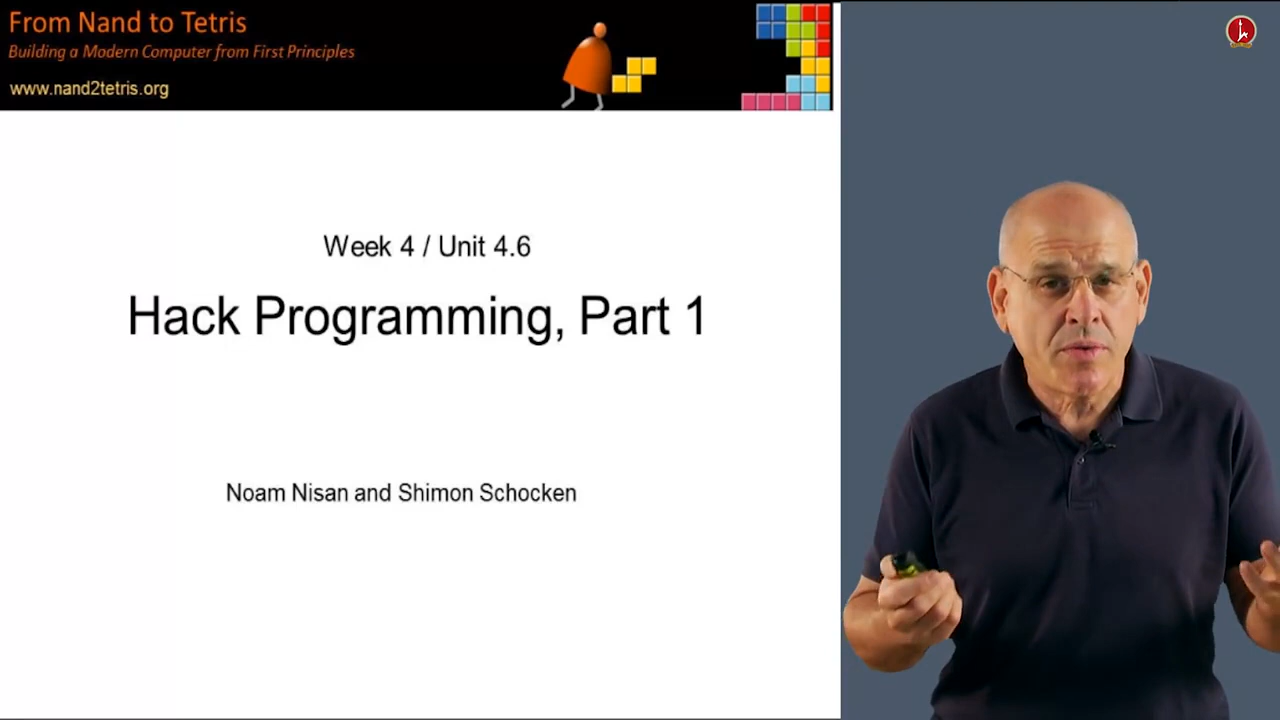 From Nand to Tetris
Building a Modern Computer from First Principles
www.nand2tetris.org
Week 4 / Unit 4.6
Hack Programming, Part 1
Noam Nisan and Shimon Schocken